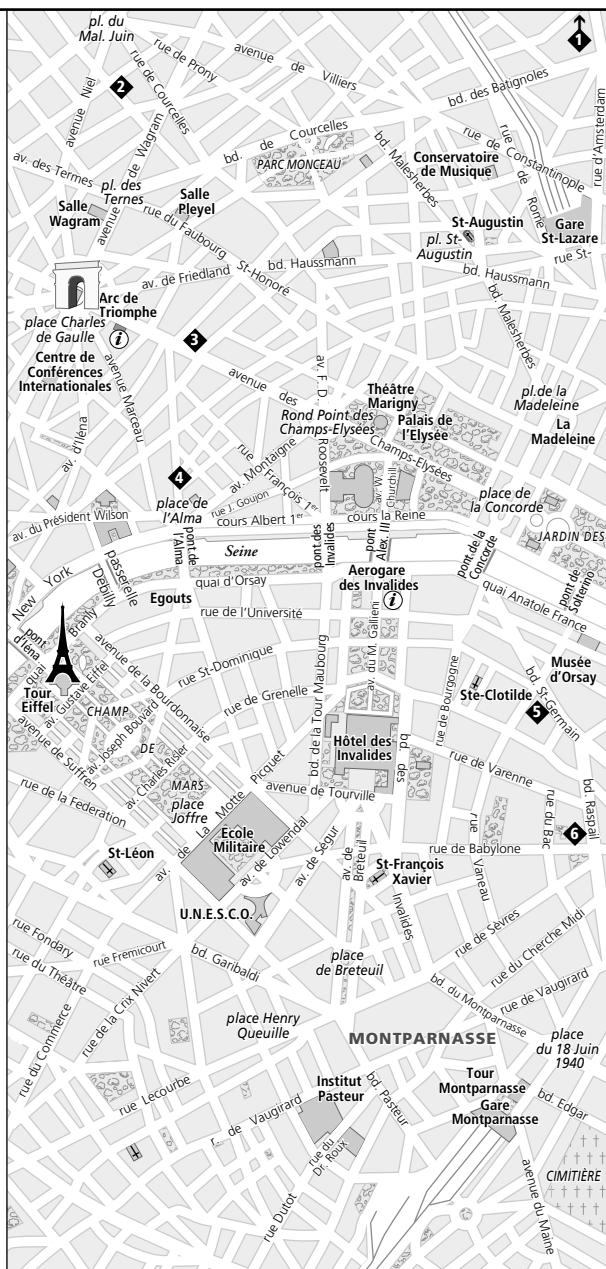 pl. du
Mal. Juin
rue de Prony
avenue de Villiers
1
2
avenue Niel
rue de Courcelles
bd. des Batignoles
rue d'Amsterdam
avenue de Wagram
bd. de Courcelles
PARC MONCEAU
bd. Malesherbes
Conservatoire
de Musique
rue de Constantinople
rue de Rome
av. des Termes
pl. des
Ternes
Salle
Wagram
Salle
Pleyel
rue du Faubourg St-Honoré
St-Augustin
pl. St-
Augustin
Gare
St-Lazare
rue St-
av. de Friedland
bd. Haussmann
bd. Haussmann
bd. Malesherbes
Arc de
Triomphe
place Charles
de Gaulle
i
3
Centre de
Conférences
Internationales
avenue Marceau
avenue des
Champs-Elysées
av. F. D.
Roosevelt
Théâtre
Marigny
Rond Point des
Champs-Elysées
Palais de
l'Elysée
pl.de la
Madeleine
La
Madeleine
av. d'Iléna
4
av. Montaigne
rue François 1er
rue J. Goujon
av. W.
Churchill
place de
l'Alma
place de
la Concorde
av. du Président Wilson
cours Albert 1er
cours la Reine
JARDIN DES
pont de
l'Alma
Seine
pont des
Invalides
pont
Alex. III
pont de la
Concorde
pont de
Solferino
New York
passerelle
Debilly
quai d'Orsay
Aerogare
des Invalides
i
quai Anatole France
Egouts
rue de l'Université
pont
d'Iéna
quai Branly
Tour
Eiffel
av. Gustave Eiffel
avenue de la Bourdonnaise
rue St-Dominique
rue de Grenelle
bd. de la Tour Maubourg
av. du M. Gallieni
rue de Bourgogne
Ste-Clotilde
Musée
d'Orsay
bd. St-Germain
5
CHAMP
DE
MARS
avenue de Suffren
av. Joseph Bouvard
av. Charles Risler
Hôtel des
Invalides
bd. des
Invalides
rue de Varenne
rue du Bac
bd. Raspail
6
rue de la Federation
place
Joffre
av. de La Motte Picquet
avenue de Tourville
Ecole
Militaire
av. de Lowendal
av. de Ségur
av. de
Breteuil
rue de Babylone
rue Vaneau
St-Léon
St-François
Xavier
U.N.E.S.C.O.
rue de Sèvres
rue du Cherche Midi
rue Fondary
rue du Théâtre
rue Fremicourt
bd. Garibaldi
place
de Breteuil
rue de Vaugirard
bd. du Montparnasse
rue du Commerce
rue de la Crix Nivert
place Henry
Queuille
MONTPARNASSE
place
du 18 Juin
1940
rue Lecourbe
Institut
Pasteur
bd. Pasteur
Tour
Montparnasse
Gare
Montparnasse
bd. Edgar
r. de Vaugirard
rue du
Dr. Roux
rue Dutot
avenue du Maine
CIMITIÈRE